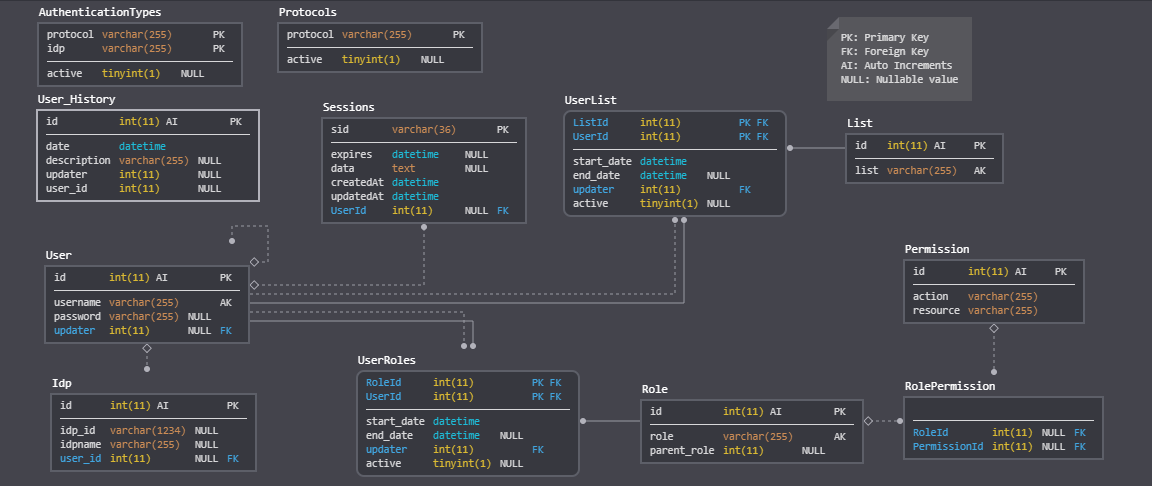 AuthenticationTypes
protocol varchar(255) PK
idp varchar(255) PK
active tinyint(1) NULL
Protocols
protocol varchar(255) PK
active tinyint(1) NULL
PK: Primary Key
FK: Foreign Key
AI: Auto Increments
NULL: Nullable value
User_History
id int(11) AI PK
date datetime
description varchar(255) NULL
updater int(11) NULL
user_id int(11) NULL
Sessions
sid varchar(36) PK
expires datetime NULL
data text NULL
createdAt datetime
updatedAt datetime
UserId int(11) NULL FK
UserList
ListId int(11) PK FK
UserId int(11) PK FK
start_date datetime
end_date datetime NULL
updater int(11) FK
active tinyint(1) NULL
List
id int(11) AI PK
list varchar(255) AK
User
id int(11) AI PK
username varchar(255) AK
password varchar(255) NULL
updater int(11) NULL FK
Permission
id int(11) AI PK
action varchar(255)
resource varchar(255)
Idp
id int(11) AI PK
idp_id varchar(1234) NULL
idpname varchar(255) NULL
user_id int(11) NULL FK
UserRoles
RoleId int(11) PK FK
UserId int(11) PK FK
start_date datetime
end_date datetime NULL
updater int(11) FK
active tinyint(1) NULL
Role
id int(11) AI PK
role varchar(255) AK
parent_role int(11) NULL
RolePermission
RoleId int(11) NULL FK
PermissionId int(11) NULL FK